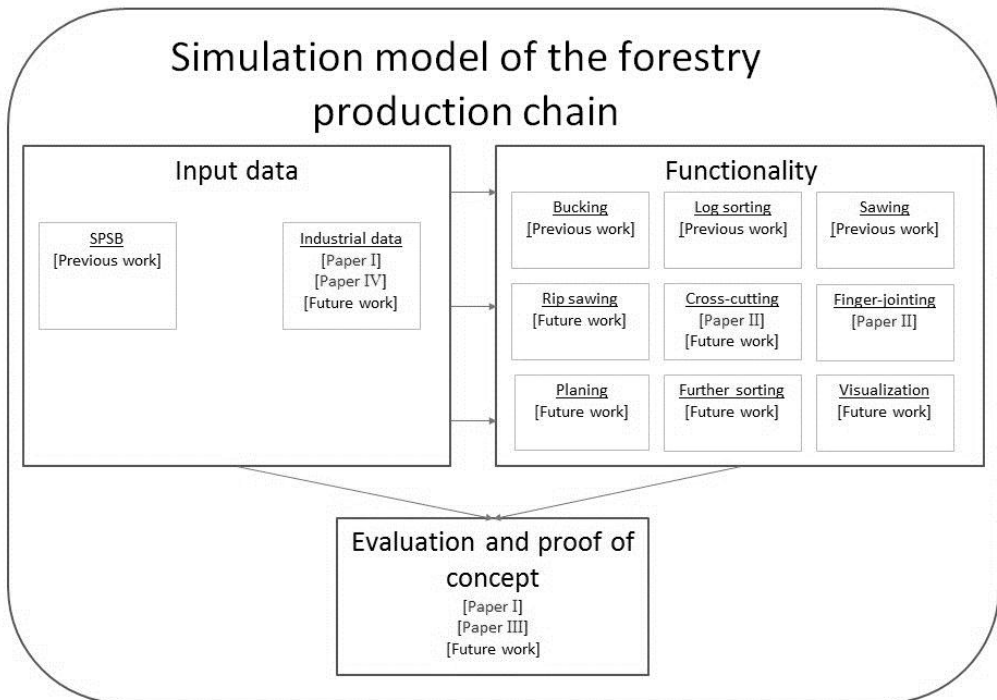 Simulation model of the forestry
production chain
Input data
SPSB
[Previous work]
Industrial data
[Paper I]
[Paper IV]
[Future work]
Functionality
Bucking
[Previous work]
Log sorting
[Previous work]
Sawing
[Previous work]
Rip sawing
[Future work]
Cross-cutting
[Paper II]
[Future work]
Finger-jointing
[Paper II]
Planing
[Future work]
Further sorting
[Future work]
Visualization
[Future work]
Evaluation and proof of
concept
[Paper I]
[Paper III]
[Future work]